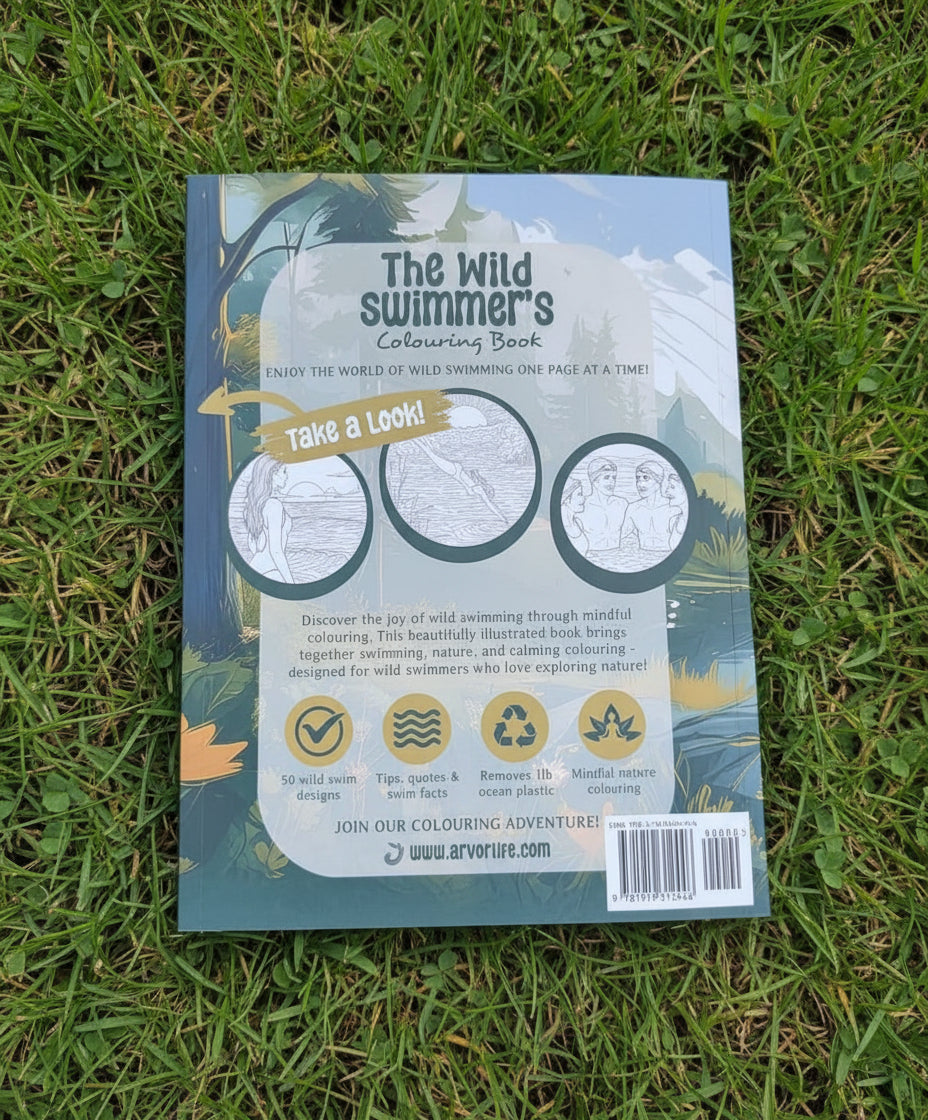 The Wild
Swimmer's
Colouring Book
ENJOY THE WORLD OF WILD SWIMMING ONE PAGE AT A TIME!
Take a Look!
Discover the joy of wild awimming through mindful
colouring, Thls beautifully illustrated book brings
together swimming, nature, and calming colouring -
designed for wild swimmers who love exploring nature!
50 wild swim
designs
Tips, quotes &
swim facts
Removes 1lb
ocean plastic
Mindfial nature
colouring
JOIN OUR COLOURING ADVENTURE!
www.arvorlife.com